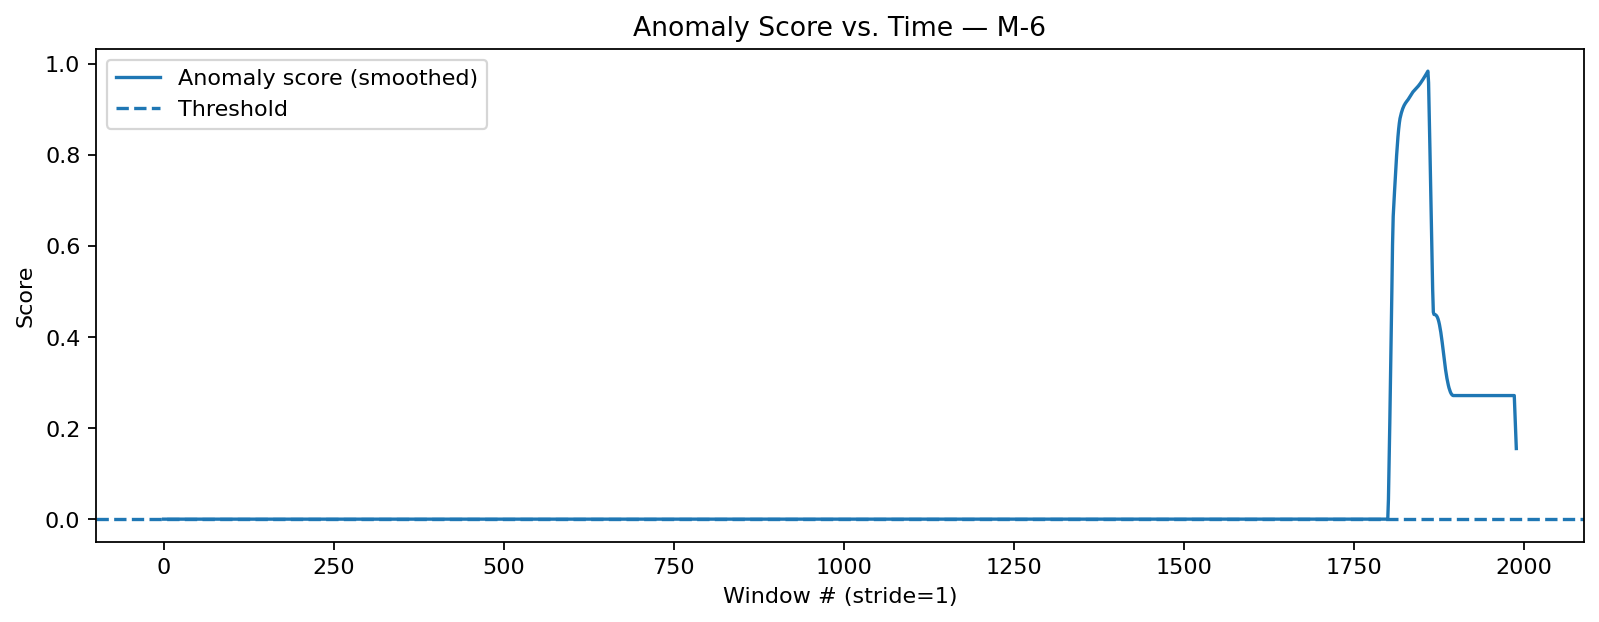 Anomaly Score vs. Time — M-6
Anomaly score (smoothed)
Threshold
1.0
0.8
0.6
0.4
0.2
0.0
Score
0 250 500 750 1000 1250 1500 1750 2000
Window # (stride=1)